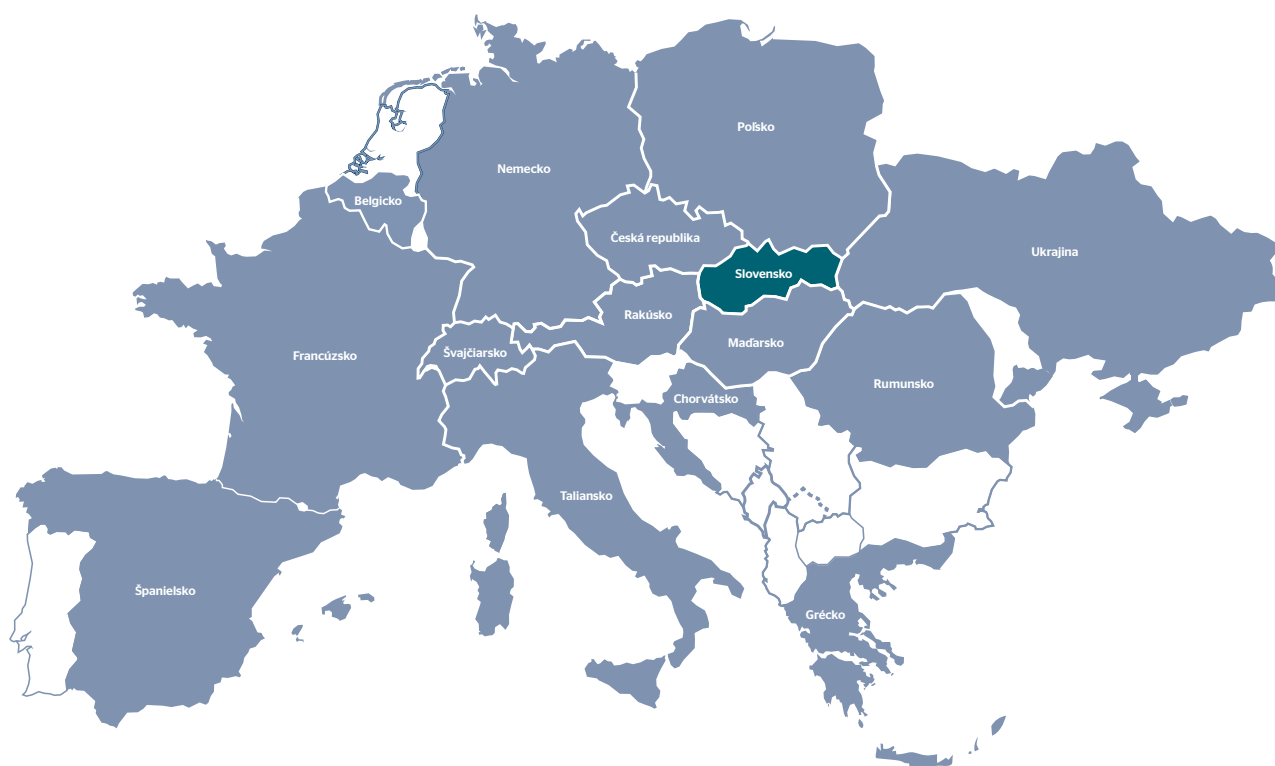 Poľsko
Nemecko
Belgicko
Česká republika
Ukrajina
Slovensko
Rakúsko
Maďarsko
Švajčiarsko
Francúzsko
Rumunsko
Chorvátsko
Taliansko
Španielsko
Grécko